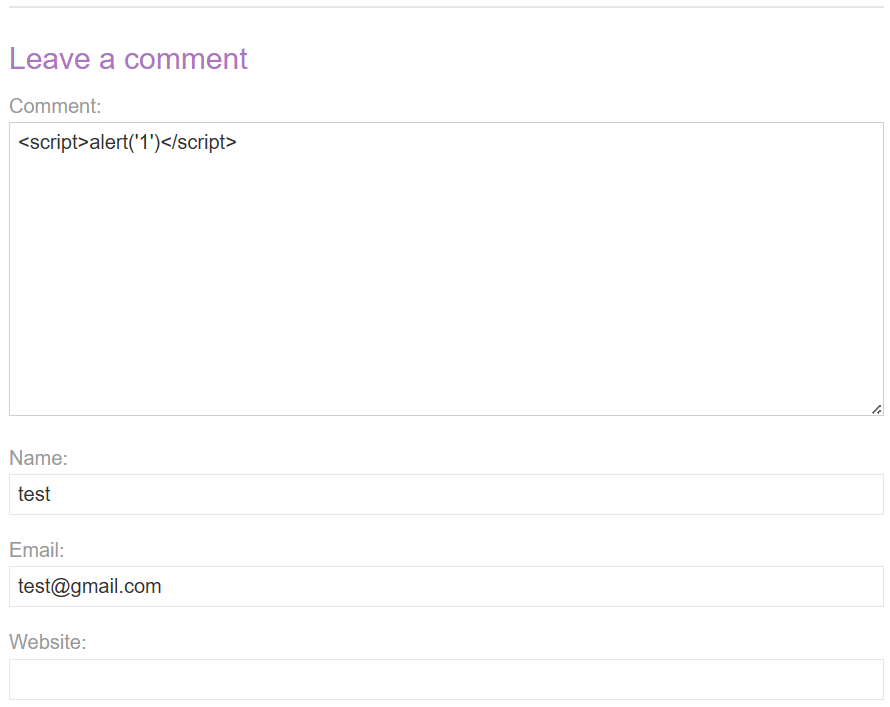 Leave a comment
Comment:
<script>alert('1')</script>
Name:
test
Email:
test@gmail.com
Website: